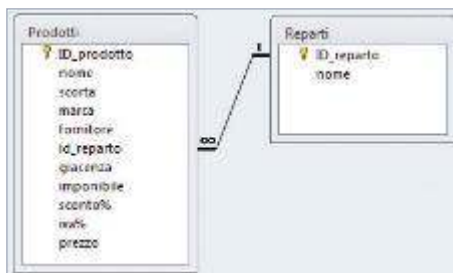 Prodotti
ID_prodotto
nome
scorta
marca
fornitore
id_reparto
giacenza
imponibile
sconto%
iva%
prezzo
1
∞
Reparti
ID_reparto
nome